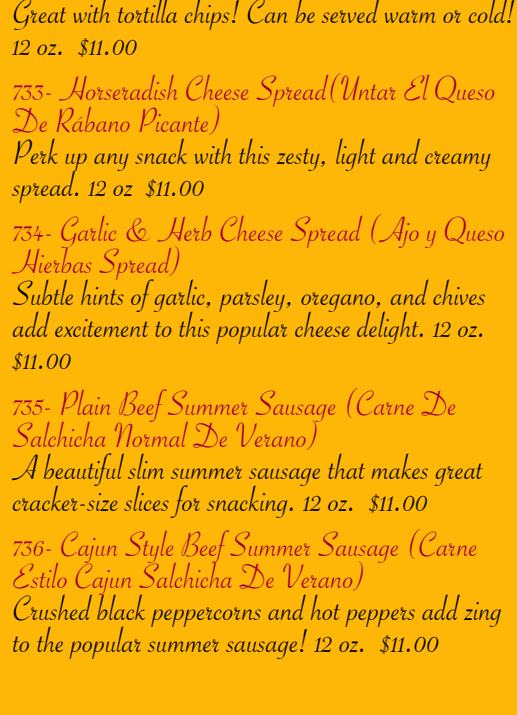 Great with tortilla chips! Can be served warm or cold!
12 oz.  $11.00
733- Horseradish Cheese Spread(Untar El Queso
De Rábano Picante)
Perk up any snack with this zesty, light and creamy
spread. 12 oz  $11.00
734- Garlic & Herb Cheese Spread (Ajo y Queso
Hierbas Spread)
Subtle hints of garlic, parsley, oregano, and chives
add excitement to this popular cheese delight. 12 oz.
$11.00
735- Plain Beef Summer Sausage (Carne De
Salchicha Normal De Verano)
A beautiful slim summer sausage that makes great
cracker-size slices for snacking. 12 oz.  $11.00
736- Cajun Style Beef Summer Sausage (Carne
Estilo Cajun Salchicha De Verano)
Crushed black peppercorns and hot peppers add zing
to the popular summer sausage! 12 oz.  $11.00